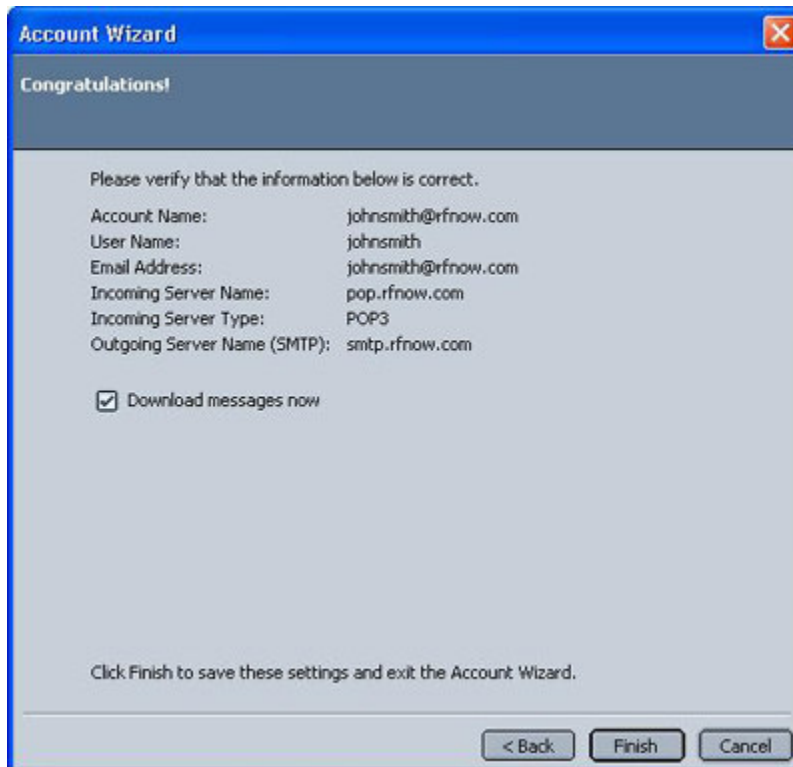 Account Wizard
Congratulations!
Please verify that the information below is correct.
Account Name: johnsmith@rfnow.com
User Name: johnsmith
Email Address: johnsmith@rfnow.com
Incoming Server Name: pop.rfnow.com
Incoming Server Type: POP3
Outgoing Server Name (SMTP): smtp.rfnow.com
Download messages now
Click Finish to save these settings and exit the Account Wizard.
< Back Finish Cancel